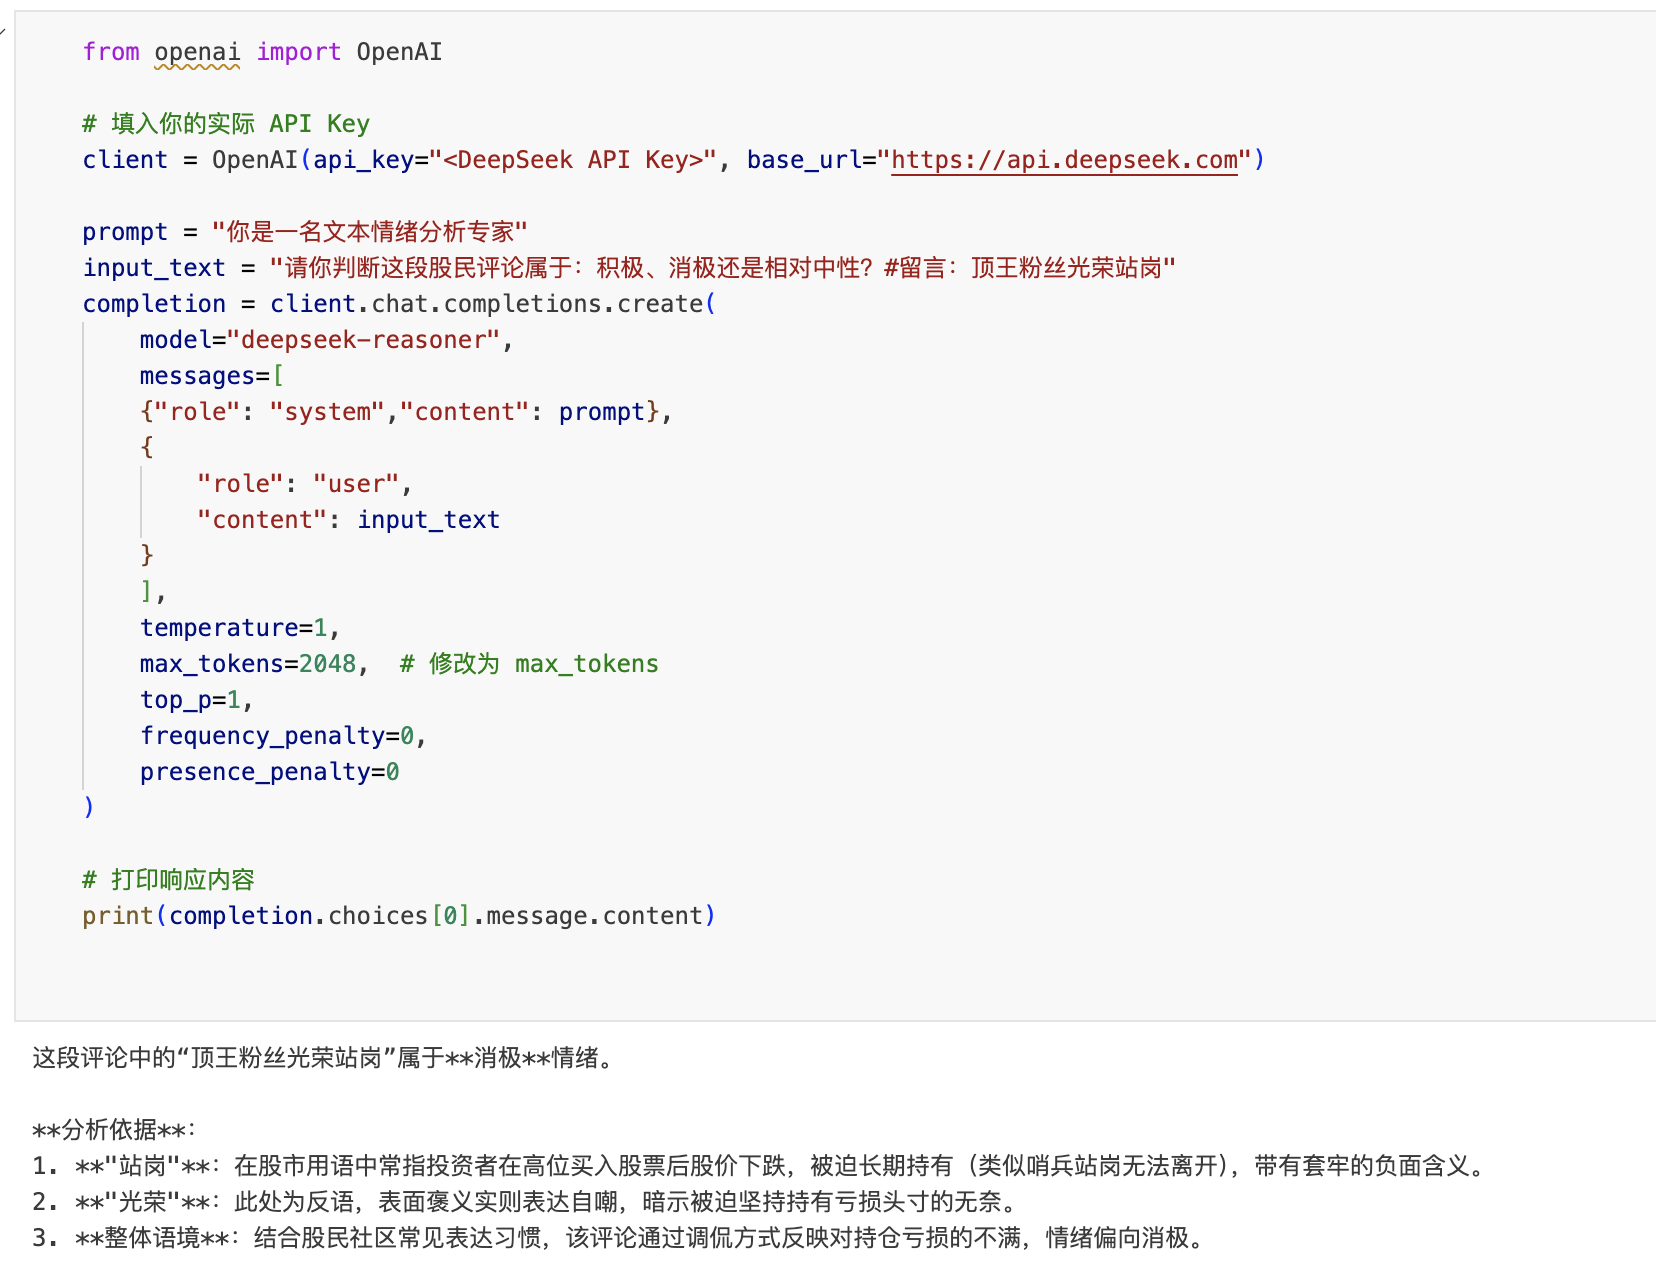 from openai import OpenAI
# 填入你的实际 API Key
client = OpenAI(api_key="<DeepSeek API Key>", base_url="https://api.deepseek.com")
prompt = "你是一名文本情绪分析专家"
input_text = "请你判断这段股民评论属于：积极、消极还是相对中性？#留言：顶王粉丝光荣站岗"
completion = client.chat.completions.create(
    model="deepseek-reasoner",
    messages=[
    {"role": "system","content": prompt},
    {
        "role": "user",
        "content": input_text
    }
    ],
    temperature=1,
    max_tokens=2048,  # 修改为 max_tokens
    top_p=1,
    frequency_penalty=0,
    presence_penalty=0
)
# 打印响应内容
print(completion.choices[0].message.content)
这段评论中的“顶王粉丝光荣站岗”属于**消极**情绪。
**分析依据**：
1. **"站岗"**：在股市用语中常指投资者在高位买入股票后股价下跌，被迫长期持有（类似哨兵站岗无法离开），带有套牢的负面含义。
2. **"光荣"**：此处为反语，表面褒义实则表达自嘲，暗示被迫坚持持有亏损头寸的无奈。
3. **整体语境**：结合股民社区常见表达习惯，该评论通过调侃方式反映对持仓亏损的不满，情绪偏向消极。